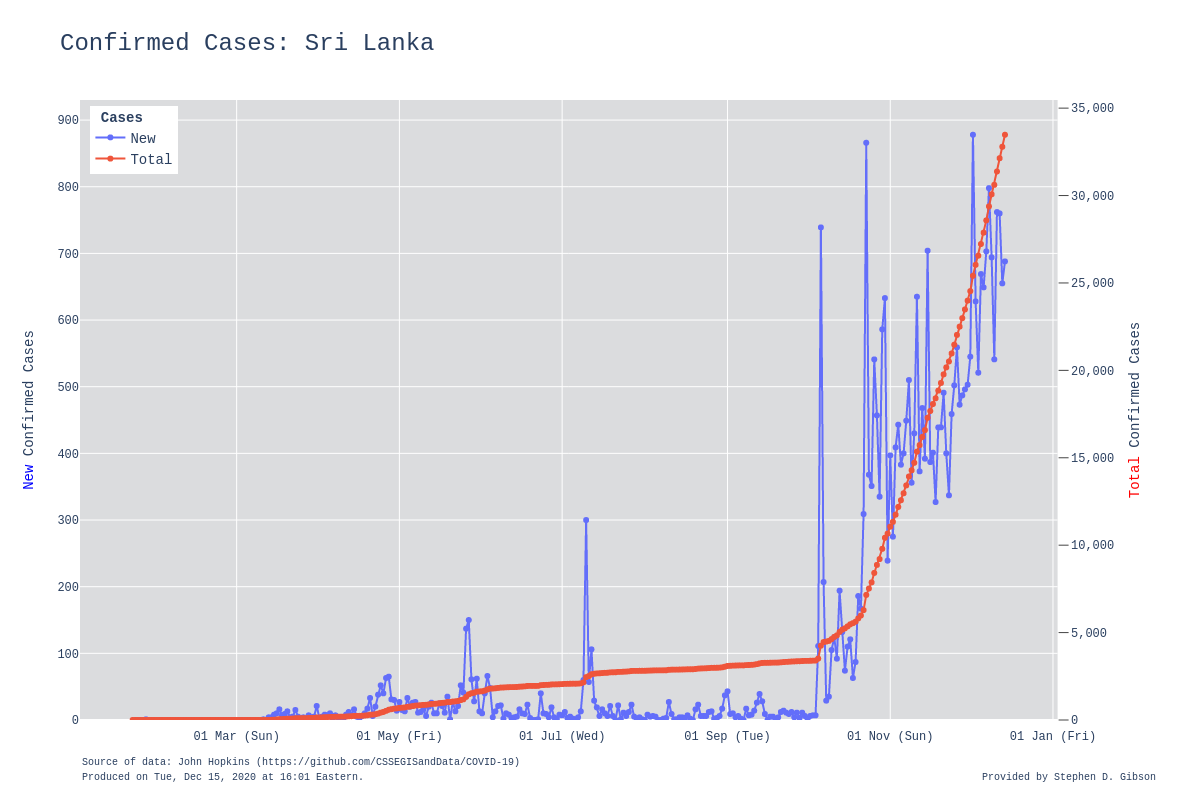 Confirmed Cases: Sri Lanka
Cases
New
Total
900
800
700
600
500
400
300
200
100
0
New Confirmed Cases
35,000
30,000
25,000
20,000
15,000
10,000
5,000
0
Total Confirmed Cases
01 Mar (Sun)
01 May (Fri)
01 Jul (Wed)
01 Sep (Tue)
01 Nov (Sun)
01 Jan (Fri)
Source of data: John Hopkins (https://github.com/CSSEGISandData/COVID-19)
Produced on Tue, Dec 15, 2020 at 16:01 Eastern.
Provided by Stephen D. Gibson